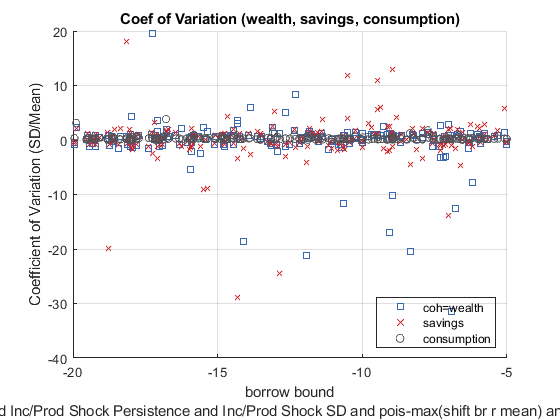 Coef of Variation (wealth, savings, consumption)
Coefficient of Variation (SD/Mean)
20
10
0
-10
-20
-30
-40
-20
-15
-10
-5
coh=wealth
savings
consumption
borrow bound
Inc/Prod Shock Persistence and Inc/Prod Shock SD and pois-max(shift br r mean)